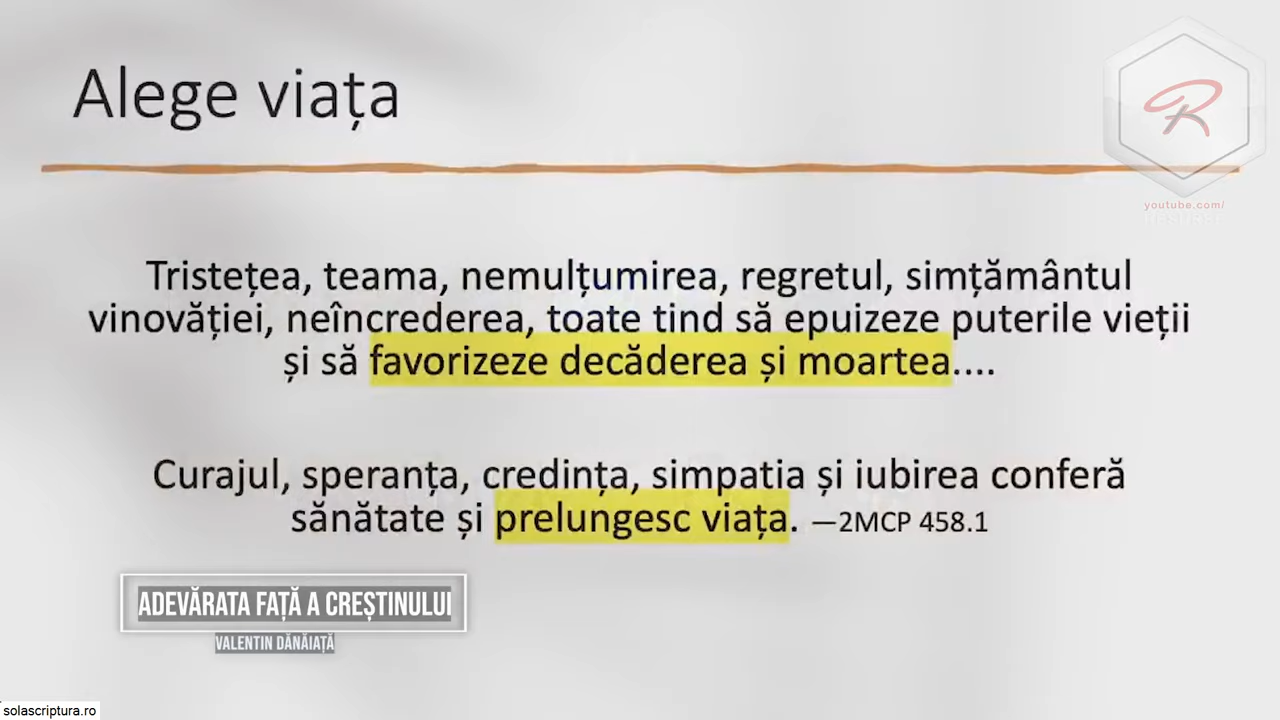 Alege viața
R
youtube.com/
Tristețea, teama, nemulțumirea, regretul, simțământul
vinovăției, neîncrederea, toate tind să epuizeze puterile vieții
și să favorizeze decăderea și moartea....
Curajul, speranța, credința, simpatia și iubirea conferă
sănătate și prelungesc viața. —2MCP 458.1
ADEVĂRATA FAȚĂ A CREȘTINULUI
VALENTIN DĂNĂIAȚĂ
solascriptura.ro